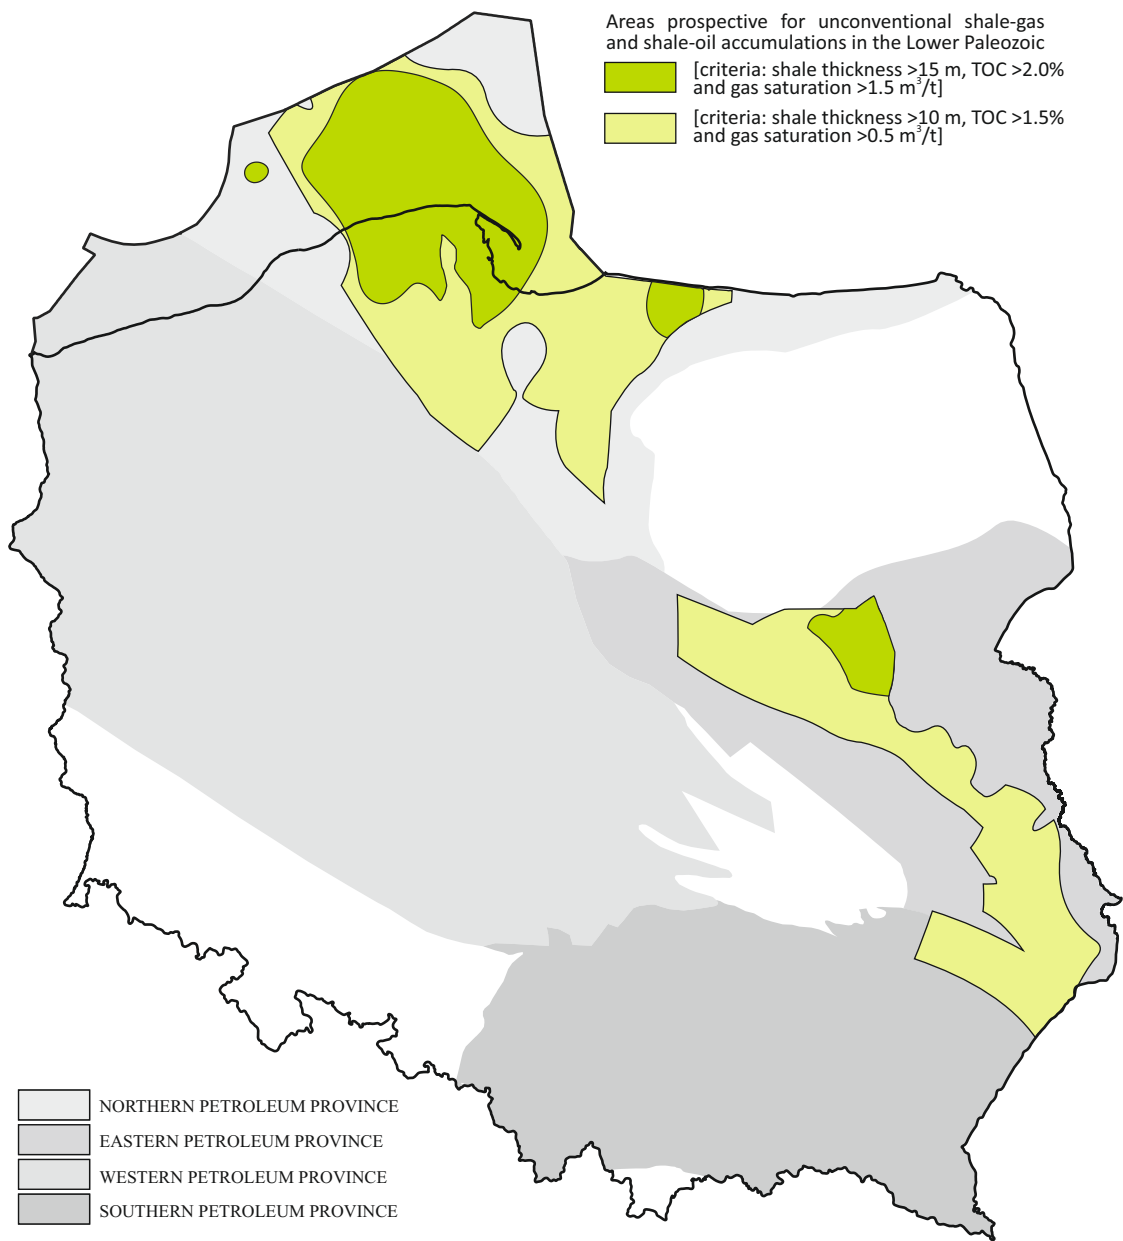 Areas prospective for unconventional shale-gas
and shale-oil accumulations in the Lower Paleozoic
[criteria: shale thickness >15 m, TOC >2.0%
and gas saturation >1.5 m³/t]
[criteria: shale thickness >10 m, TOC >1.5%
and gas saturation >0.5 m³/t]
NORTHERN PETROLEUM PROVINCE
EASTERN PETROLEUM PROVINCE
WESTERN PETROLEUM PROVINCE
SOUTHERN PETROLEUM PROVINCE